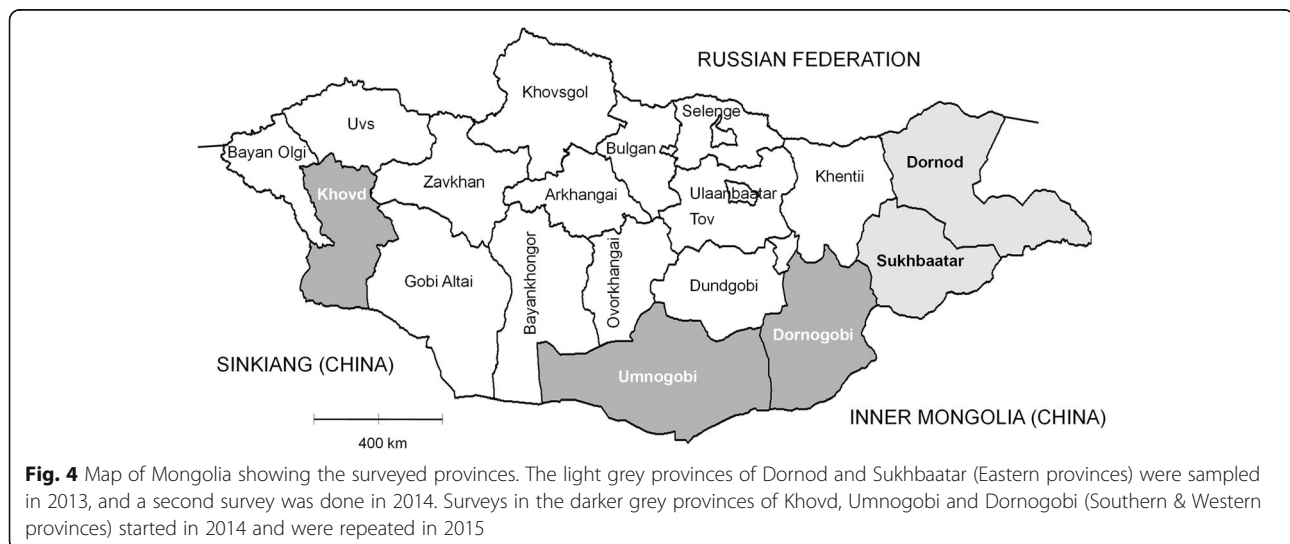 RUSSIAN FEDERATION
Khovsgol
Selenge
Uvs
Bayan Olgi
Bulgan
Dornod
Khovd
Zavkhan
Arkhangai
Ulaanbaatar
Khentii
Tov
Sukhbaatar
Gobi Altai
Bayankhongor
Ovorkhangai
Dundgobi
Dornogobi
SINKIANG (CHINA)
Umnogobi
INNER MONGOLIA (CHINA)
400 km
Fig. 4 Map of Mongolia showing the surveyed provinces. The light grey provinces of Dornod and Sukhbaatar (Eastern provinces) were sampled
in 2013, and a second survey was done in 2014. Surveys in the darker grey provinces of Khovd, Umnogobi and Dornogobi (Southern & Western
provinces) started in 2014 and were repeated in 2015